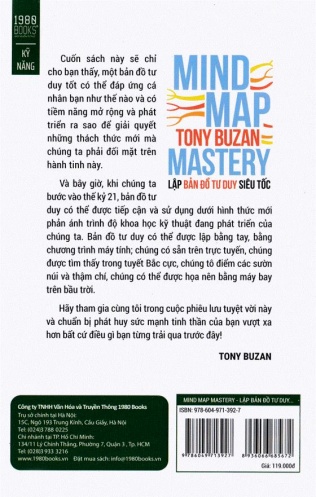 1980
BOOKS
KỸ
NĂNG
Cuốn sách này sẽ chỉ
cho bạn thấy, một bản đồ tư
duy tốt có thể đáp ứng cá
nhân bạn như thế nào và có
tiềm năng mở rộng và phát
triển ra sao để giải quyết
những thách thức mới mà
chúng ta phải đối mặt trên
hành tinh này.
MIND
MAP
TONY BUZAN
MASTERY
LẬP BẢN ĐỒ TƯ DUY SIÊU TỐC
Và bây giờ, khi chúng ta
bước vào thế kỷ 21, bản đồ tư
duy có thể được tiếp cận và sử dụng dưới hình thức mới
phản ánh trình độ khoa học kỹ thuật đang phát triển của
chúng ta. Bản đồ tư duy có thể được lập bằng tay, bằng
chương trình máy tính; chúng có sẵn trên trực tuyến, chúng
được tìm thấy trong tuyết Bắc cực, chúng tô điểm các sườn
núi và thậm chí, chúng có thể được họa nên bằng máy bay
trên bầu trời.
Hãy tham gia cùng tôi trong cuộc phiêu lưu tuyệt vời này
và chuẩn bị phát huy sức mạnh tinh thần của bạn vượt xa
hơn bất cứ điều gì bạn từng trải qua trước đây!
TONY BUZAN
Công ty TNHH Văn Hóa và Truyền Thông 1980 Books
Trụ sở chính tại Hà Nội:
15C, Ngõ 193 Trung Kính, Cầu Giấy, Hà Nội
Tel: (024)3 788 0225
Chi nhánh tại TP. Hồ Chí Minh:
134/11 Lý Chính Thắng, Phường 7, Quận 3 , Tp. HCM
Tel: (028)3 933 3216
www.1980books.vn Đặt mua sách: info@1980books.vn
MIND MAP MASTERY - LẬP BẢN ĐỒ TƯ DUY...
ISBN: 978-604-971-392-7
9 786049 713927
8 936066 685672
Giá: 119.000đ